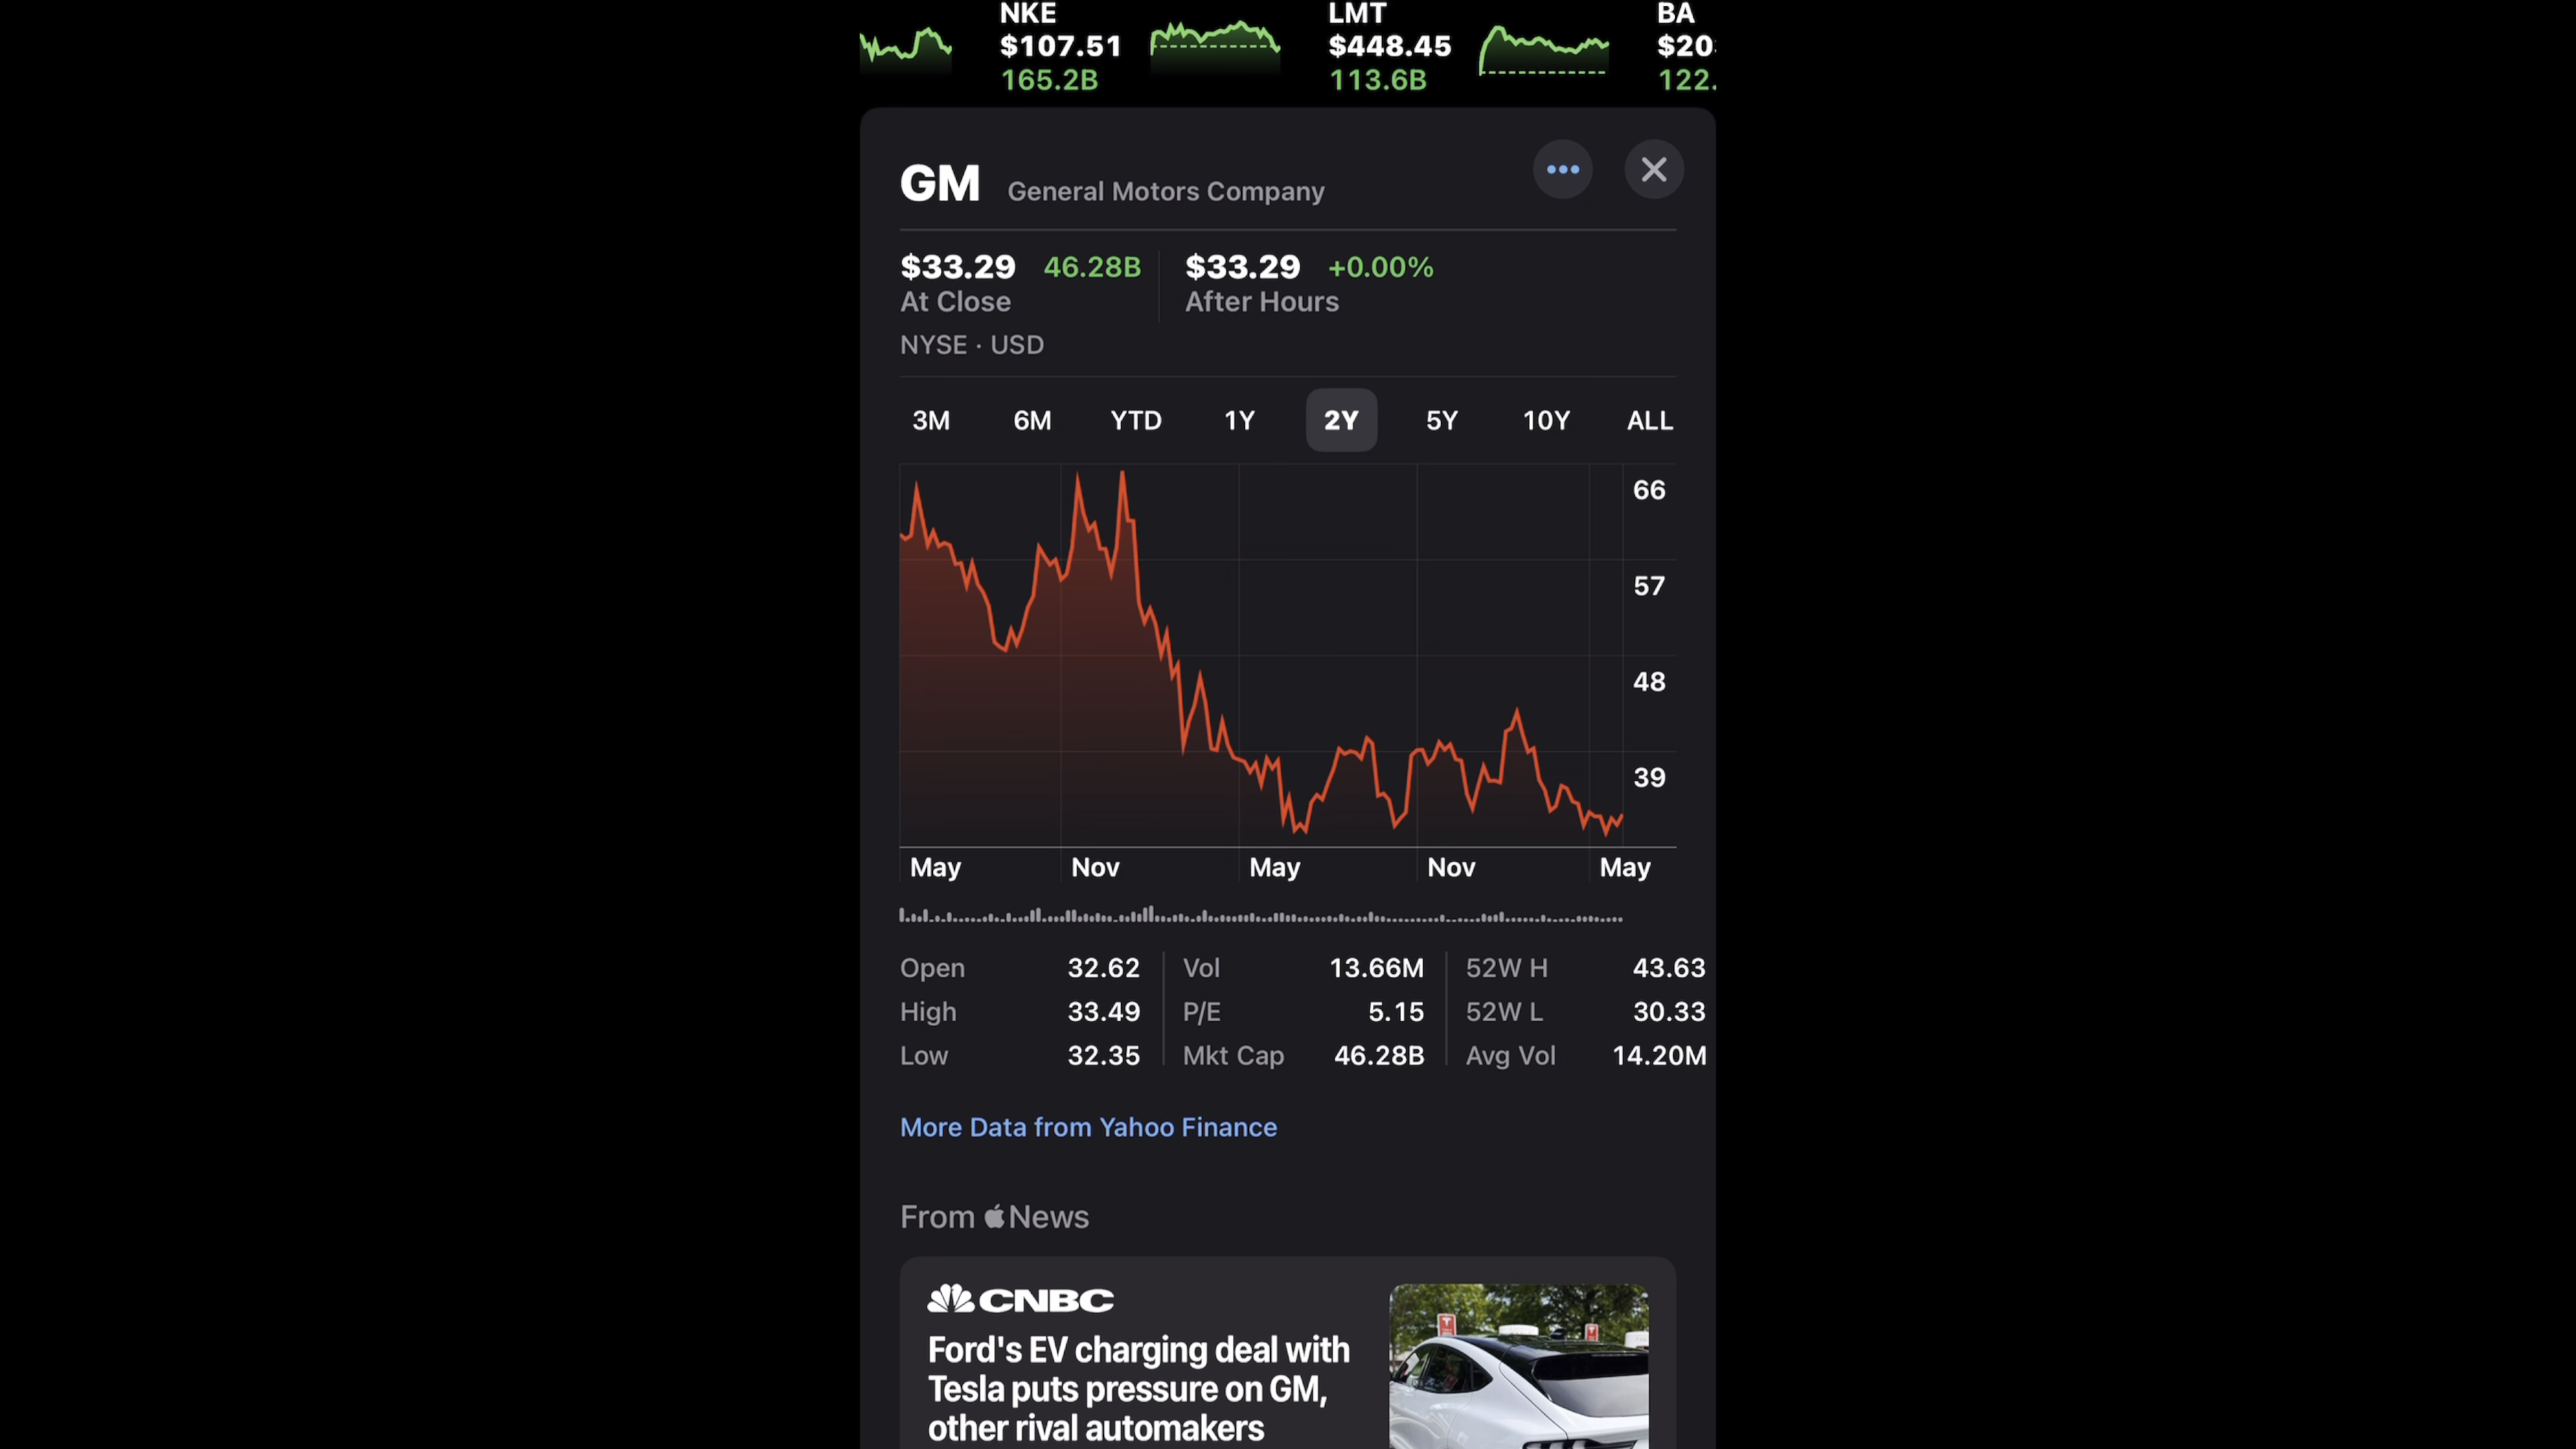 NKE
$107.51
165.2B
LMT
$448.45
113.6B
BA
$20
122.
GM General Motors Company
$33.29 46.28B $33.29 +0.00%
At Close After Hours
NYSE · USD
3M 6M YTD 1Y 2Y 5Y 10Y ALL
66
57
48
39
May Nov May Nov May
Open 32.62 Vol 13.66M 52W H 43.63
High 33.49 P/E 5.15 52W L 30.33
Low 32.35 Mkt Cap 46.28B Avg Vol 14.20M
More Data from Yahoo Finance
From News
CNBC
Ford's EV charging deal with
Tesla puts pressure on GM,
other rival automakers